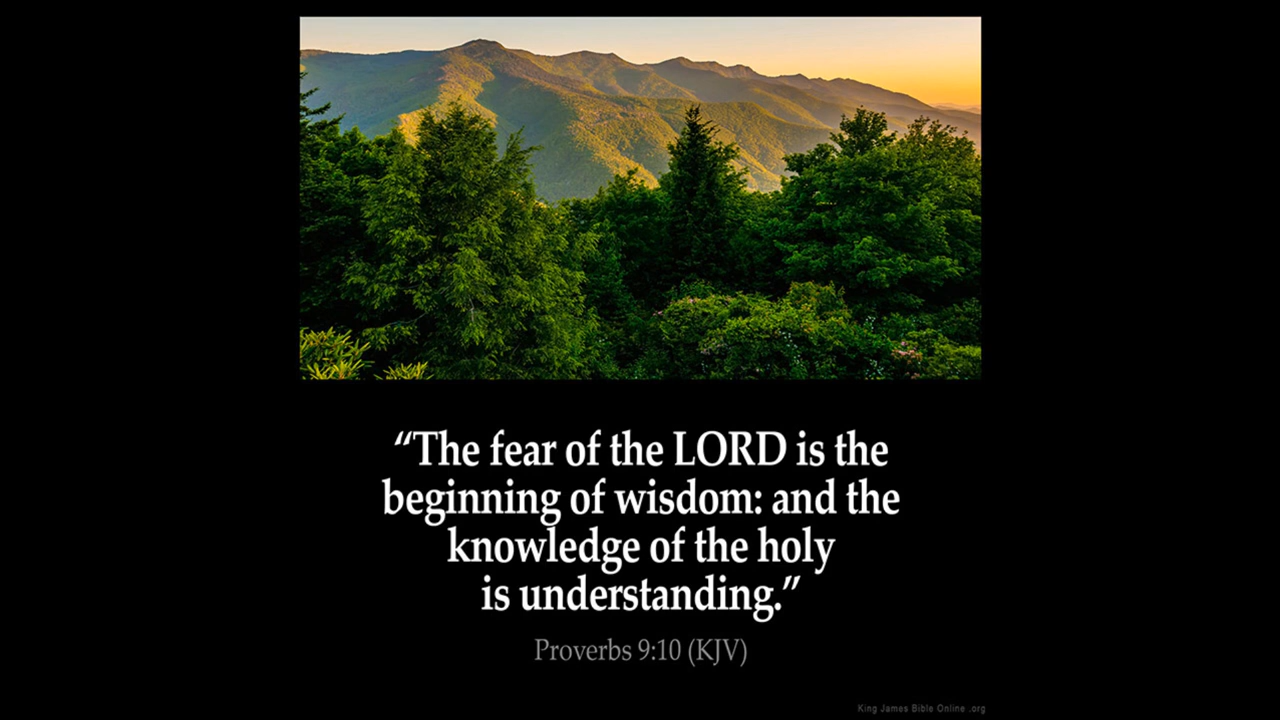 “The fear of the LORD is the
beginning of wisdom: and the
knowledge of the holy
is understanding.”
Proverbs 9:10 (KJV)
King James Bible Online .org